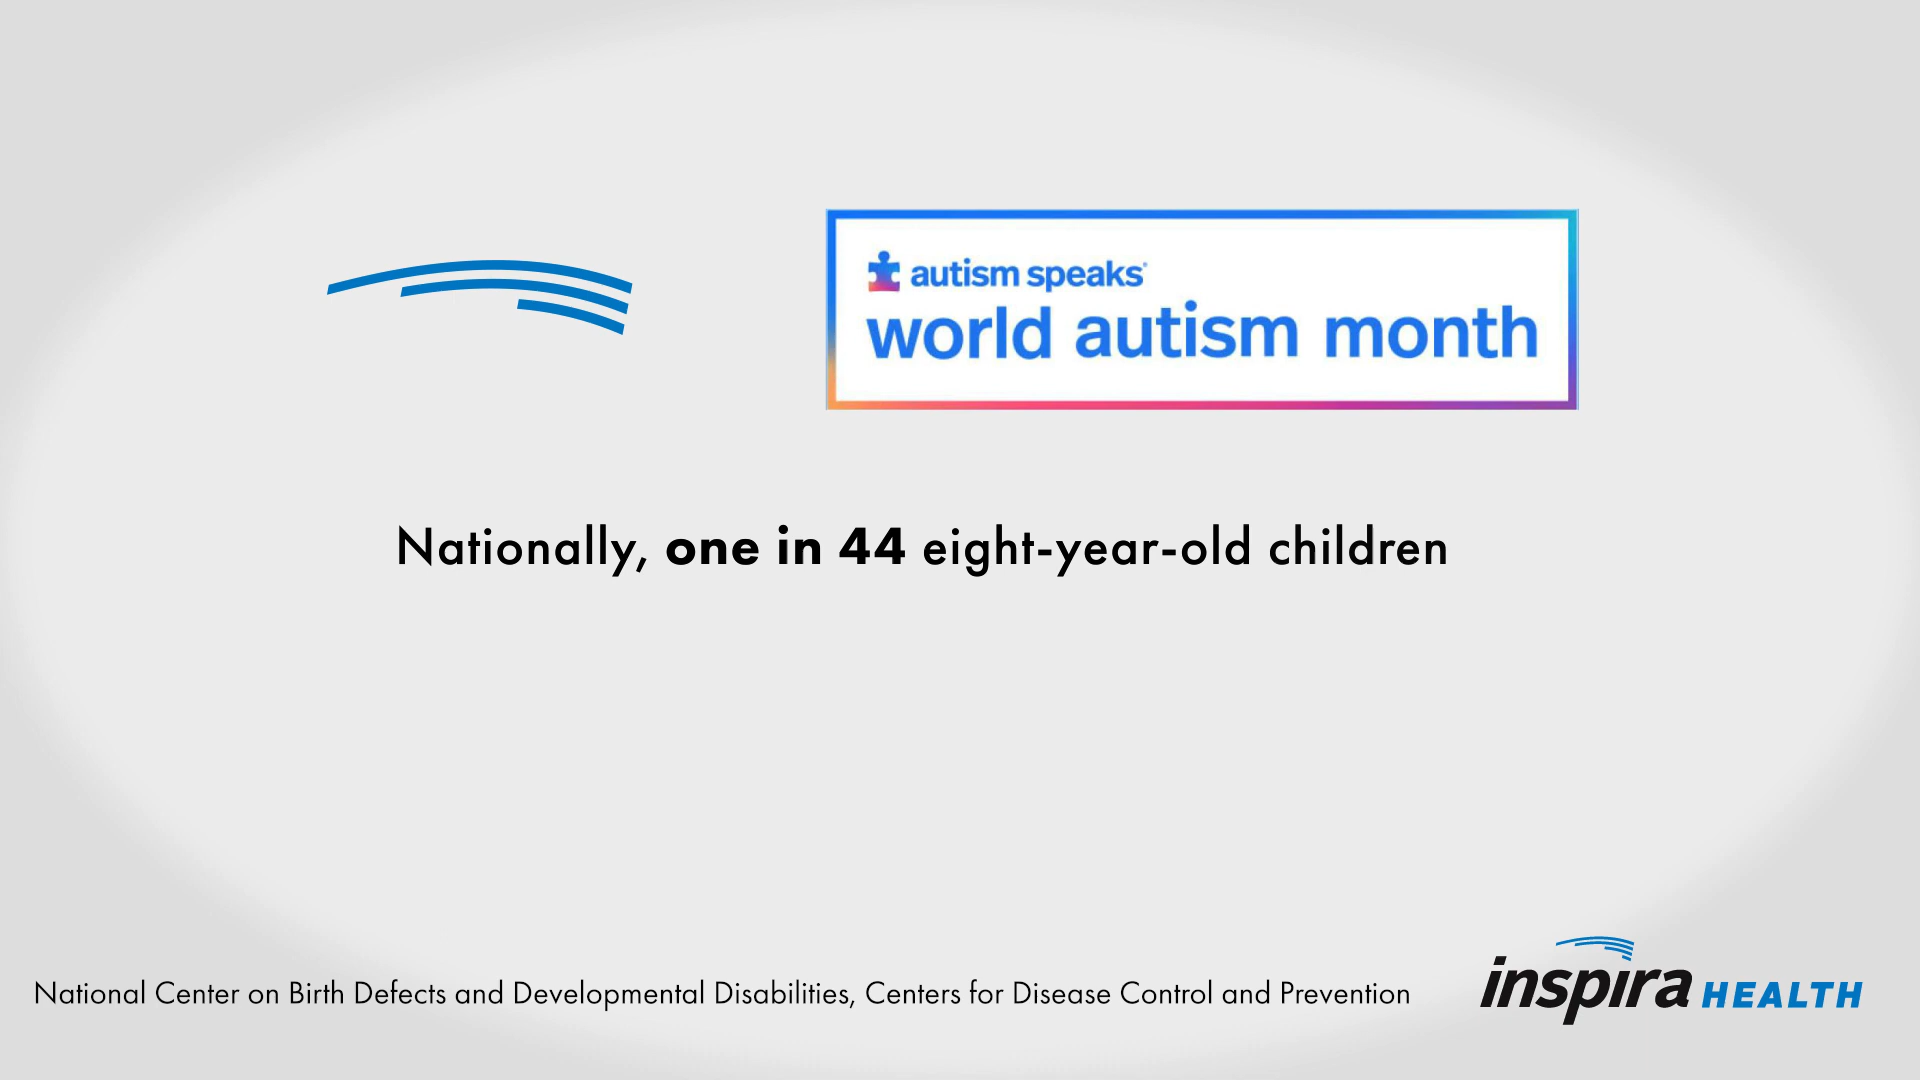 autism speaks
world autism month
Nationally, one in 44 eight-year-old children
National Center on Birth Defects and Developmental Disabilities, Centers for Disease Control and Prevention
inspira HEALTH